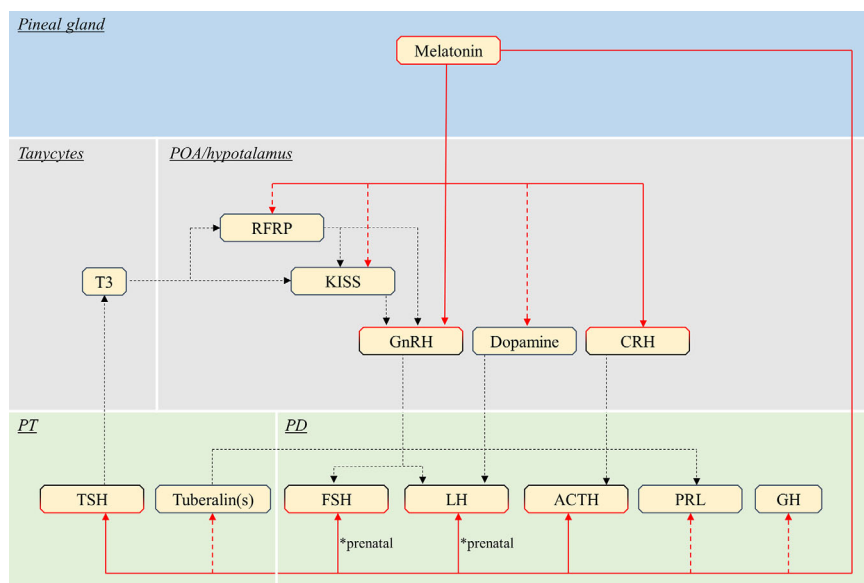 Pineal gland
Melatonin
Tanycytes
POA/hypotalamus
RFRP
T3
KISS
GnRH
Dopamine
CRH
PT
PD
TSH
Tuberalin(s)
FSH
LH
ACTH
PRL
GH
*prenatal
*prenatal